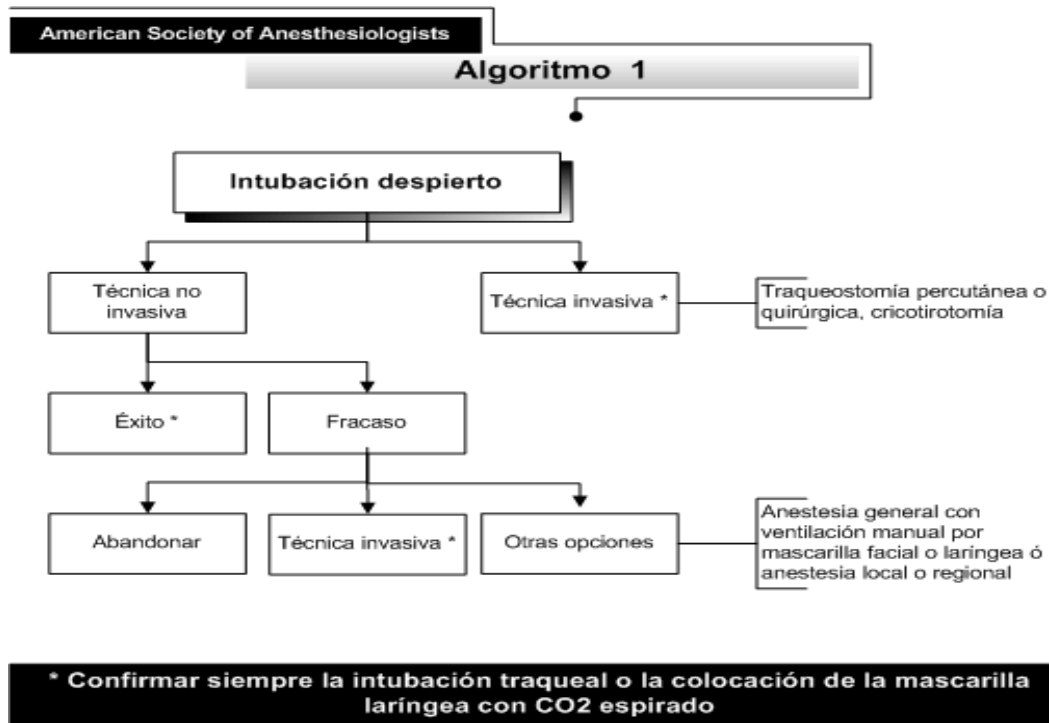 American Society of Anesthesiologists
Algoritmo 1
Intubación despierto
Técnica no
invasiva
Técnica invasiva *
Traqueostomía percutánea o
quirúrgica, cricotirotomía
Éxito *
Fracaso
Abandonar
Técnica invasiva *
Otras opciones
Anestesia general con
ventilación manual por
mascarilla facial o laríngea ó
anestesia local o regional
* Confirmar siempre la intubación traqueal o la colocación de la mascarilla
laríngea con CO2 espirado